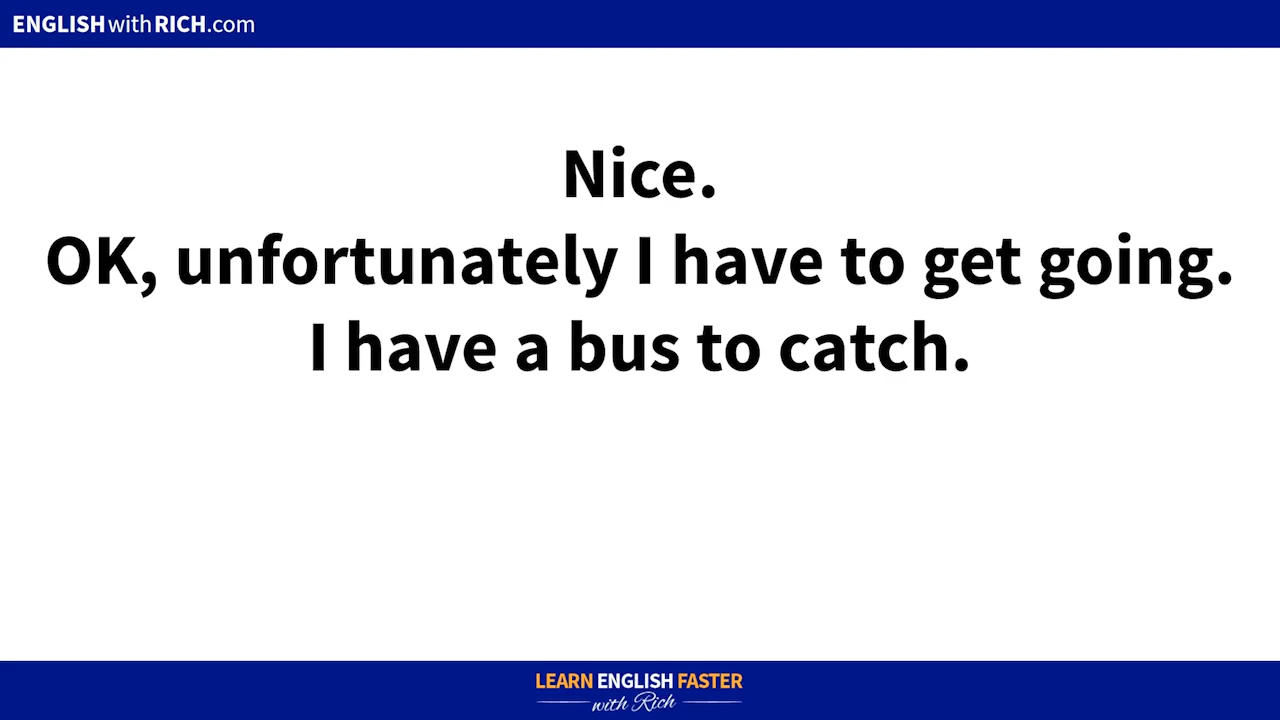 ENGLISHwithRICH.com
Nice.
OK, unfortunately I have to get going.
I have a bus to catch.
LEARN ENGLISH FASTER
with Rich